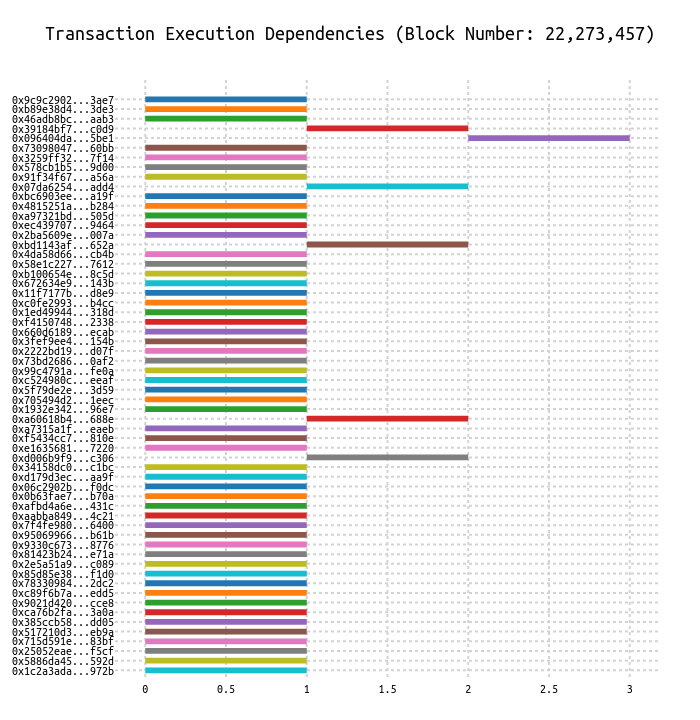 Transaction Execution Dependencies (Block Number: 22,273,457)
0x9c9c2902...3ae7
0xb89e38d4...3de3
0x46adb8bc...aab3
0x39184bf7...c0d9
0x096404da...5be1
0x73098047...60bb
0x3259ff32...7f14
0x578cb1b5...9d00
0x91f34f67...a56a
0x07da6254...add4
0xbc6903ee...a19f
0x4815251a...b284
0xa97321bd...505d
0xec439707...9464
0x2ba5609e...007a
0xbd1143af...652a
0x4da58d66...cb4b
0x58e1c227...7612
0xb100654e...8c5d
0x672634e9...143b
0x11f7177b...d8e9
0xc0fe2993...b4cc
0x1ed49944...318d
0xf4150748...2338
0x660d6189...ecab
0x3fef9ee4...154b
0x2222bd19...d07f
0x73bd2686...0af2
0x99c4791a...fe0a
0xc524980c...eeaf
0x5f79de2e...3d59
0x705494d2...1eec
0x1932e342...96e7
0xa60618b4...688e
0xa7315a1f...eaeb
0xf5434cc7...810e
0xe1635681...7220
0xd006b9f9...c306
0x34158dc0...c1bc
0xd179d3ec...aa9f
0x06c2902b...f0dc
0x0b63fae7...b70a
0xafbd4a6e...431c
0xaabba849...4c21
0x7f4fe980...6400
0x95069966...b61b
0x9330c673...8776
0x81423b24...e71a
0x2e5a51a9...c089
0x85d85e38...f1d0
0x78330984...2dc2
0xc89f6b7a...edd5
0x9021d420...cce8
0xca76b2fa...3a0a
0x385ccb58...dd05
0x517210d3...eb9a
0x715d591e...83bf
0x25052eae...f5cf
0x5886da45...592d
0x1c2a3ada...972b
0 0.5 1 1.5 2 2.5 3